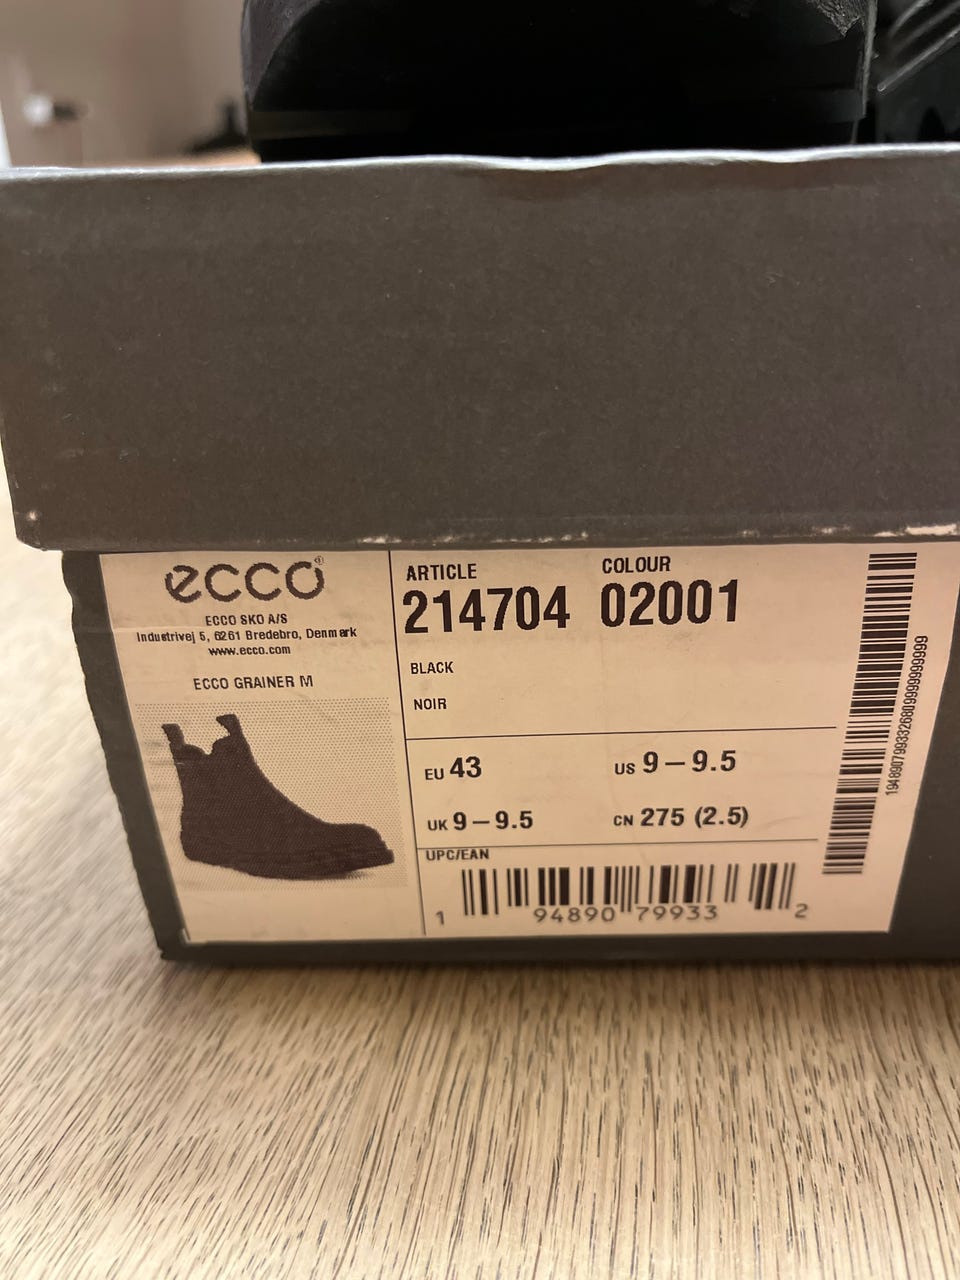 ecco®
ECCO SKO A/S
Industrivej 5, 6261 Bredebro, Denmark
www.ecco.com
ECCO GRAINER M
ARTICLE COLOUR
214704 02001
BLACK
NOIR
EU 43 US 9 – 9.5
UK 9 – 9.5 CN 275 (2.5)
UPC/EAN
1 94890 79933 2